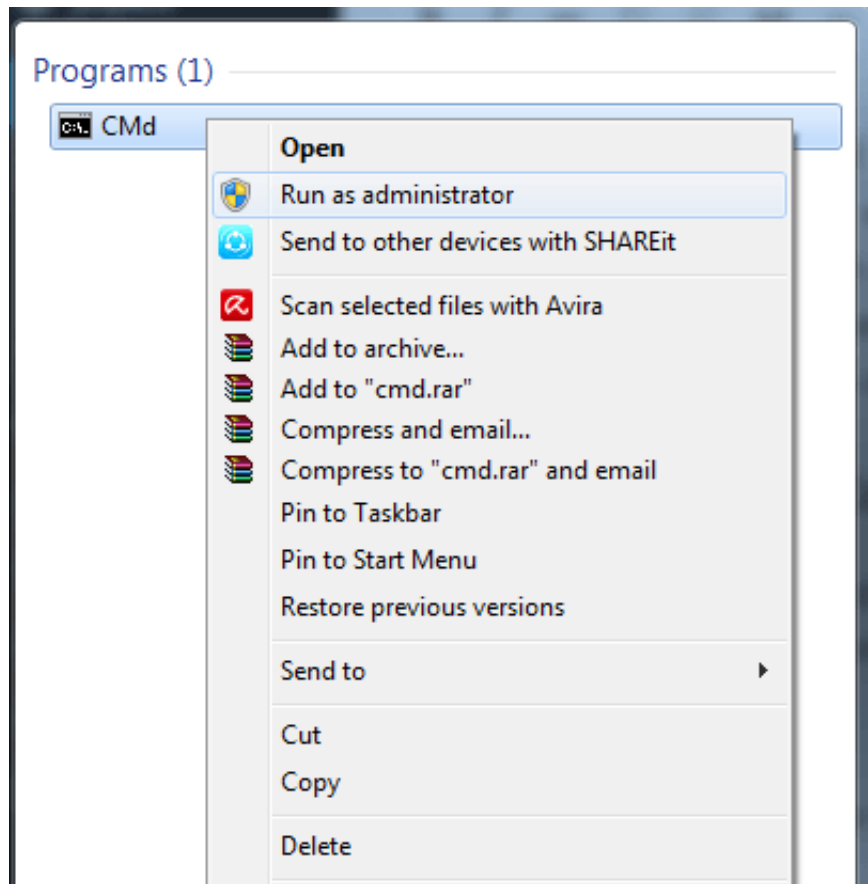 Programs (1)
CMd
Open
Run as administrator
Send to other devices with SHAREit
Scan selected files with Avira
Add to archive...
Add to "cmd.rar"
Compress and email...
Compress to "cmd.rar" and email
Pin to Taskbar
Pin to Start Menu
Restore previous versions
Send to
Cut
Copy
Delete